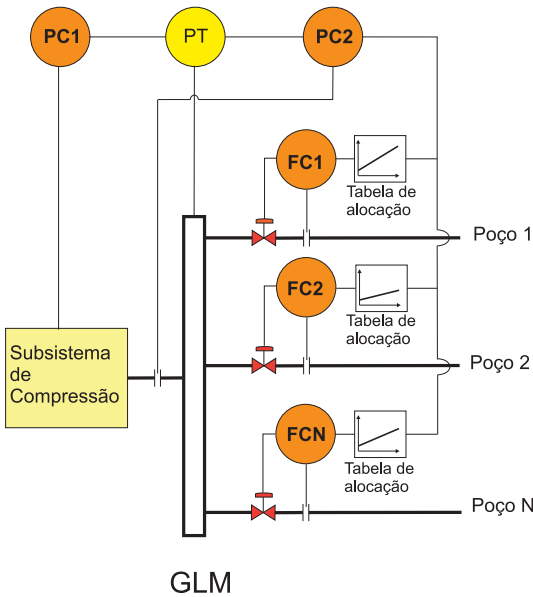 PC1
PT
PC2
FC1
Tabela de
alocação
Poço 1
FC2
Tabela de
alocação
Poço 2
Subsistema
de
Compressão
FCN
Tabela de
alocação
Poço N
GLM